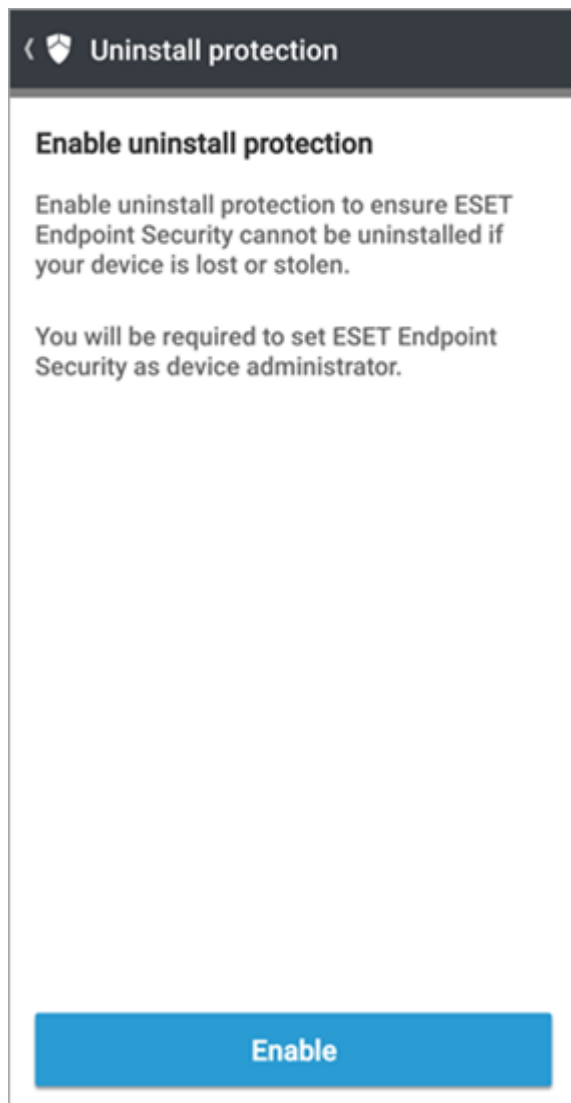 Uninstall protection
Enable uninstall protection
Enable uninstall protection to ensure ESET
Endpoint Security cannot be uninstalled if
your device is lost or stolen.
You will be required to set ESET Endpoint
Security as device administrator.
Enable